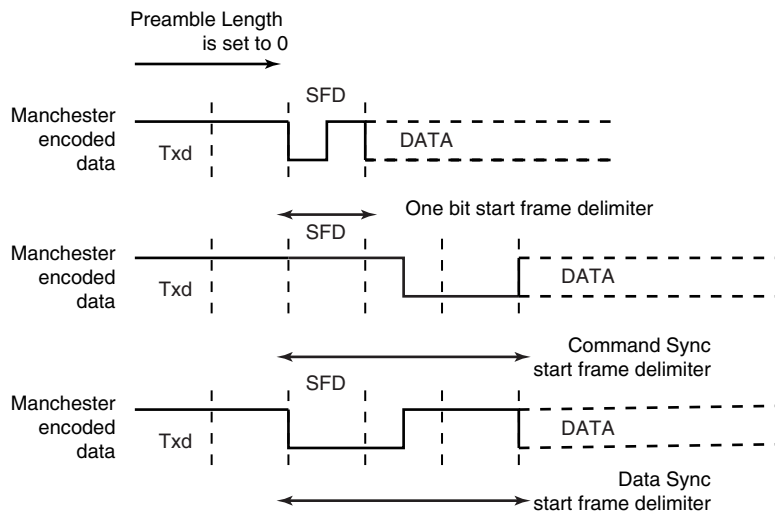 Preamble Length
is set to 0
SFD
Manchester
encoded
data
Txd
DATA
One bit start frame delimiter
SFD
Manchester
encoded
data
Txd
DATA
Command Sync
start frame delimiter
SFD
Manchester
encoded
data
Txd
DATA
Data Sync
start frame delimiter